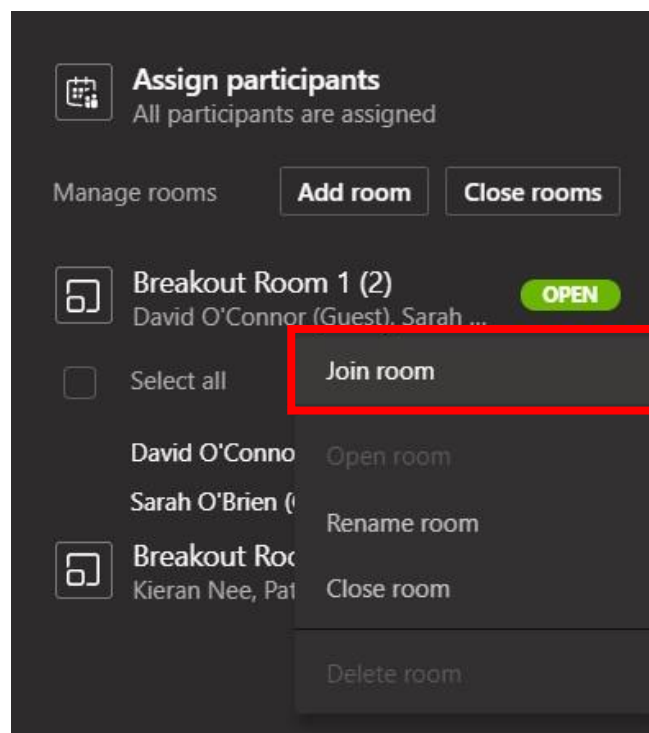 Assign participants
All participants are assigned
Manage rooms Add room Close rooms
Breakout Room 1 (2) OPEN
David O'Connor (Guest), Sarah ...
Select all Join room
David O'Conno Open room
Sarah O'Brien (
Rename room
Breakout Roo
Kieran Nee, Pat Close room
Delete room